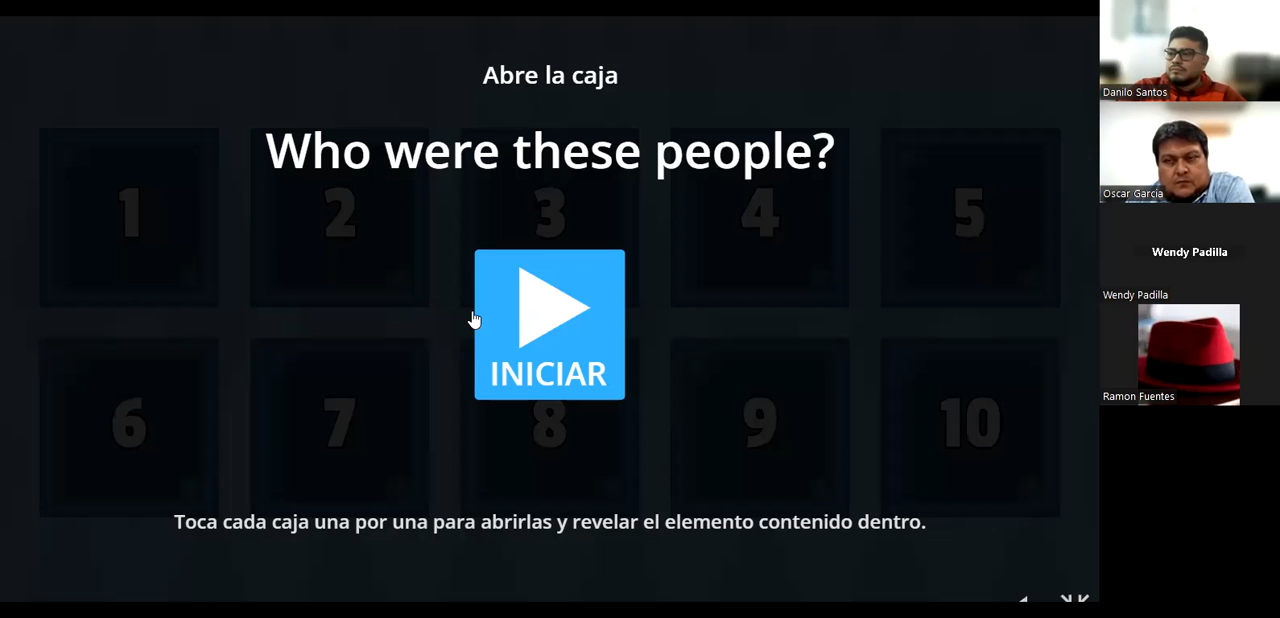 Abre la caja
Who were these people?
1
2
3
4
5
INICIAR
6
7
8
9
10
Toca cada caja una por una para abrirlas y revelar el elemento contenido dentro.
Danilo Santos
Oscar García
Wendy Padilla
Wendy Padilla
Ramon Fuentes